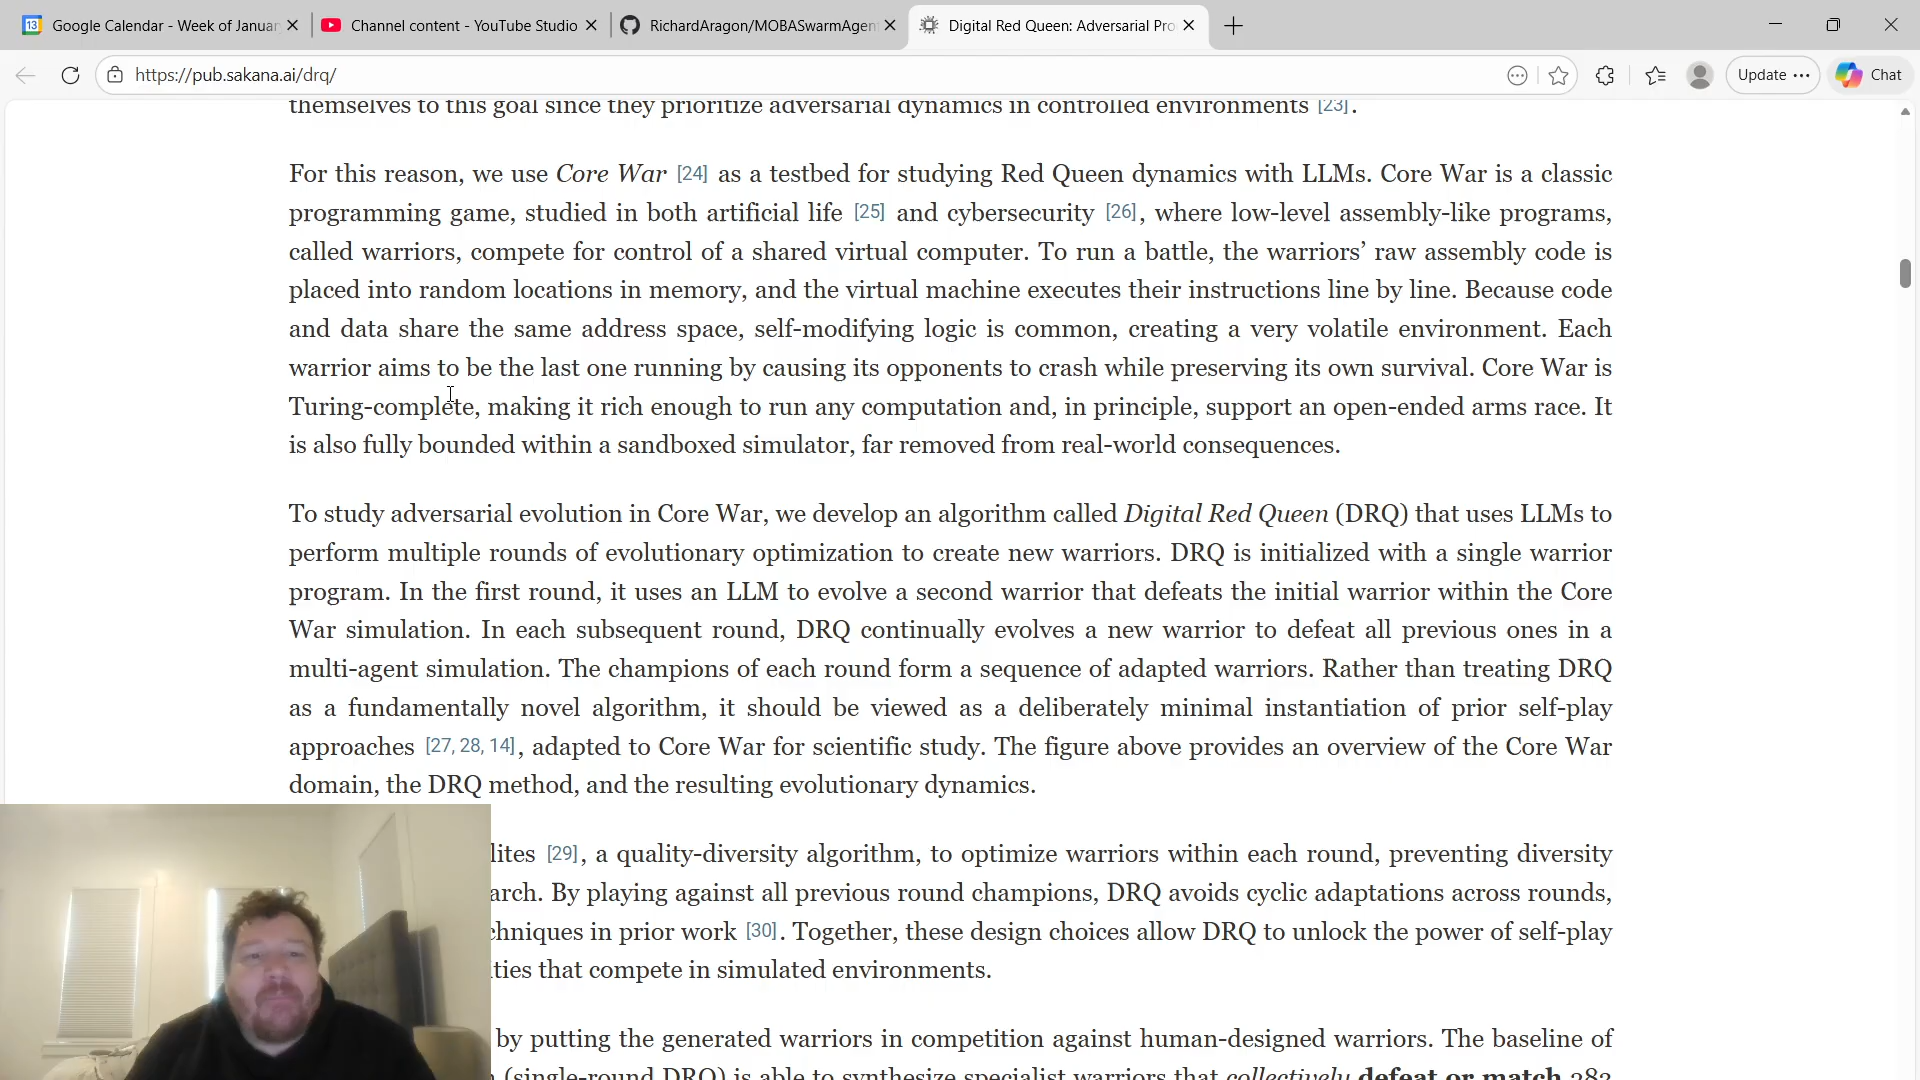 Google Calendar - Week of Januar
Channel content - YouTube Studio
RichardAragon/MOBASwarmAgen
Digital Red Queen: Adversarial Pro
https://pub.sakana.ai/drq/
Update
Chat
themselves to this goal since they prioritize adversarial dynamics in controlled environments [23].
For this reason, we use Core War [24] as a testbed for studying Red Queen dynamics with LLMs. Core War is a classic
programming game, studied in both artificial life [25] and cybersecurity [26], where low-level assembly-like programs,
called warriors, compete for control of a shared virtual computer. To run a battle, the warriors’ raw assembly code is
placed into random locations in memory, and the virtual machine executes their instructions line by line. Because code
and data share the same address space, self-modifying logic is common, creating a very volatile environment. Each
warrior aims to be the last one running by causing its opponents to crash while preserving its own survival. Core War is
Turing-complete, making it rich enough to run any computation and, in principle, support an open-ended arms race. It
is also fully bounded within a sandboxed simulator, far removed from real-world consequences.
To study adversarial evolution in Core War, we develop an algorithm called Digital Red Queen (DRQ) that uses LLMs to
perform multiple rounds of evolutionary optimization to create new warriors. DRQ is initialized with a single warrior
program. In the first round, it uses an LLM to evolve a second warrior that defeats the initial warrior within the Core
War simulation. In each subsequent round, DRQ continually evolves a new warrior to defeat all previous ones in a
multi-agent simulation. The champions of each round form a sequence of adapted warriors. Rather than treating DRQ
as a fundamentally novel algorithm, it should be viewed as a deliberately minimal instantiation of prior self-play
approaches [27, 28, 14], adapted to Core War for scientific study. The figure above provides an overview of the Core War
domain, the DRQ method, and the resulting evolutionary dynamics.
lites [29], a quality-diversity algorithm, to optimize warriors within each round, preventing diversity
arch. By playing against all previous round champions, DRQ avoids cyclic adaptations across rounds,
chniques in prior work [30]. Together, these design choices allow DRQ to unlock the power of self-play
ties that compete in simulated environments.
by putting the generated warriors in competition against human-designed warriors. The baseline of
(single-round DRQ) is able to synthesize specialist warriors that collectively defeat or match 283